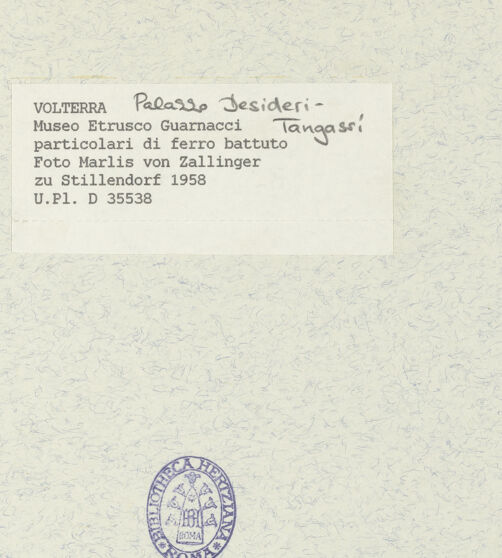 VOLTERRA Palazzo Desideri-
Museo Etrusco Guarnacci Tangassi
particolari di ferro battuto
Foto Marlis von Zallinger
zu Stillendorf 1958
U.Pl. D 35538
BIBLIOTHECA HERTZIANA
ROMA
ROMA